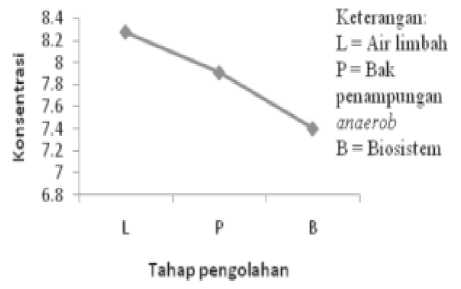 8.4
8.2
8
7.8
7.6
7.4
7.2
7
6.8
Konsentrasi
L
P
B
Tahap pengolahan
Keterangan:
L = Air limbah
P = Bak
penampungan
anaerob
B = Biosistem